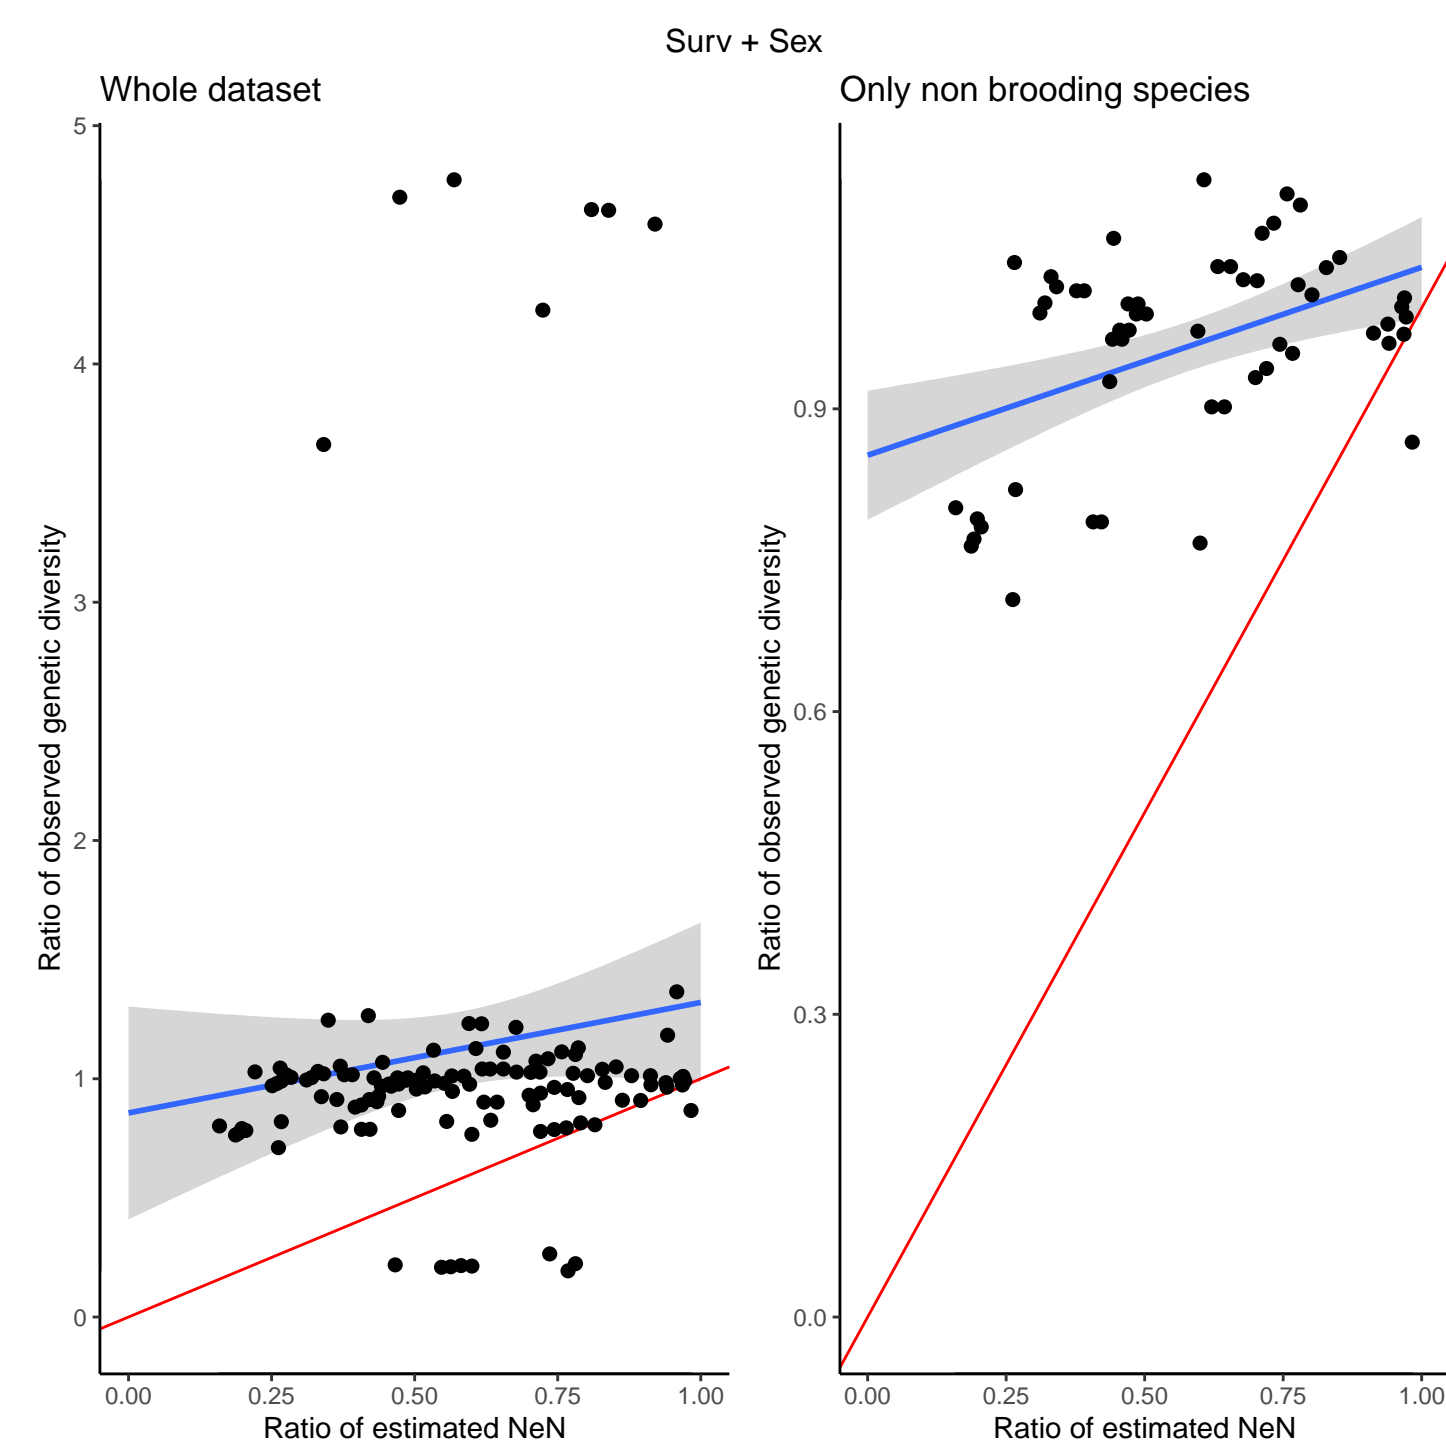 Surv + Sex
Whole dataset
Ratio of observed genetic diversity
5
4
3
2
1
0
0.00 0.25 0.50 0.75 1.00
Ratio of estimated NeN
Only non brooding species
Ratio of observed genetic diversity
0.9
0.6
0.3
0.0
0.00 0.25 0.50 0.75 1.00
Ratio of estimated NeN